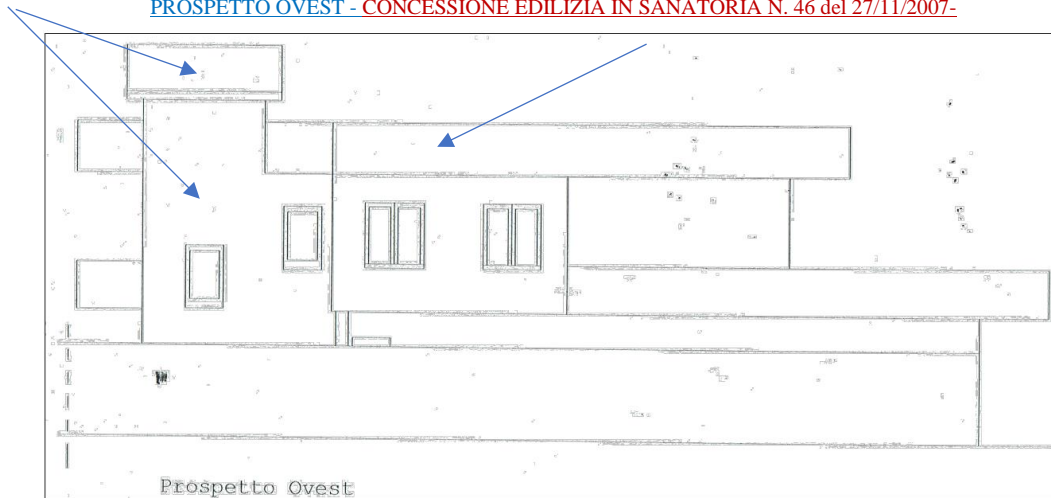 PROSPETTO OVEST - CONCESSIONE EDILIZIA IN SANATORIA N. 46 del 27/11/2007-
Prospetto Ovest